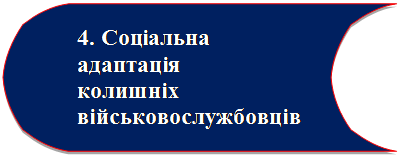 4. Соціальна
адаптація
колишніх
військовослужбовців